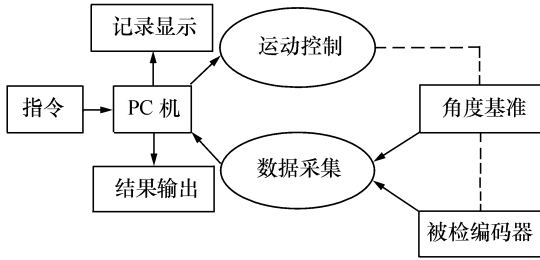 记录显示
运动控制
指令
PC 机
角度基准
数据采集
结果输出
被检编码器